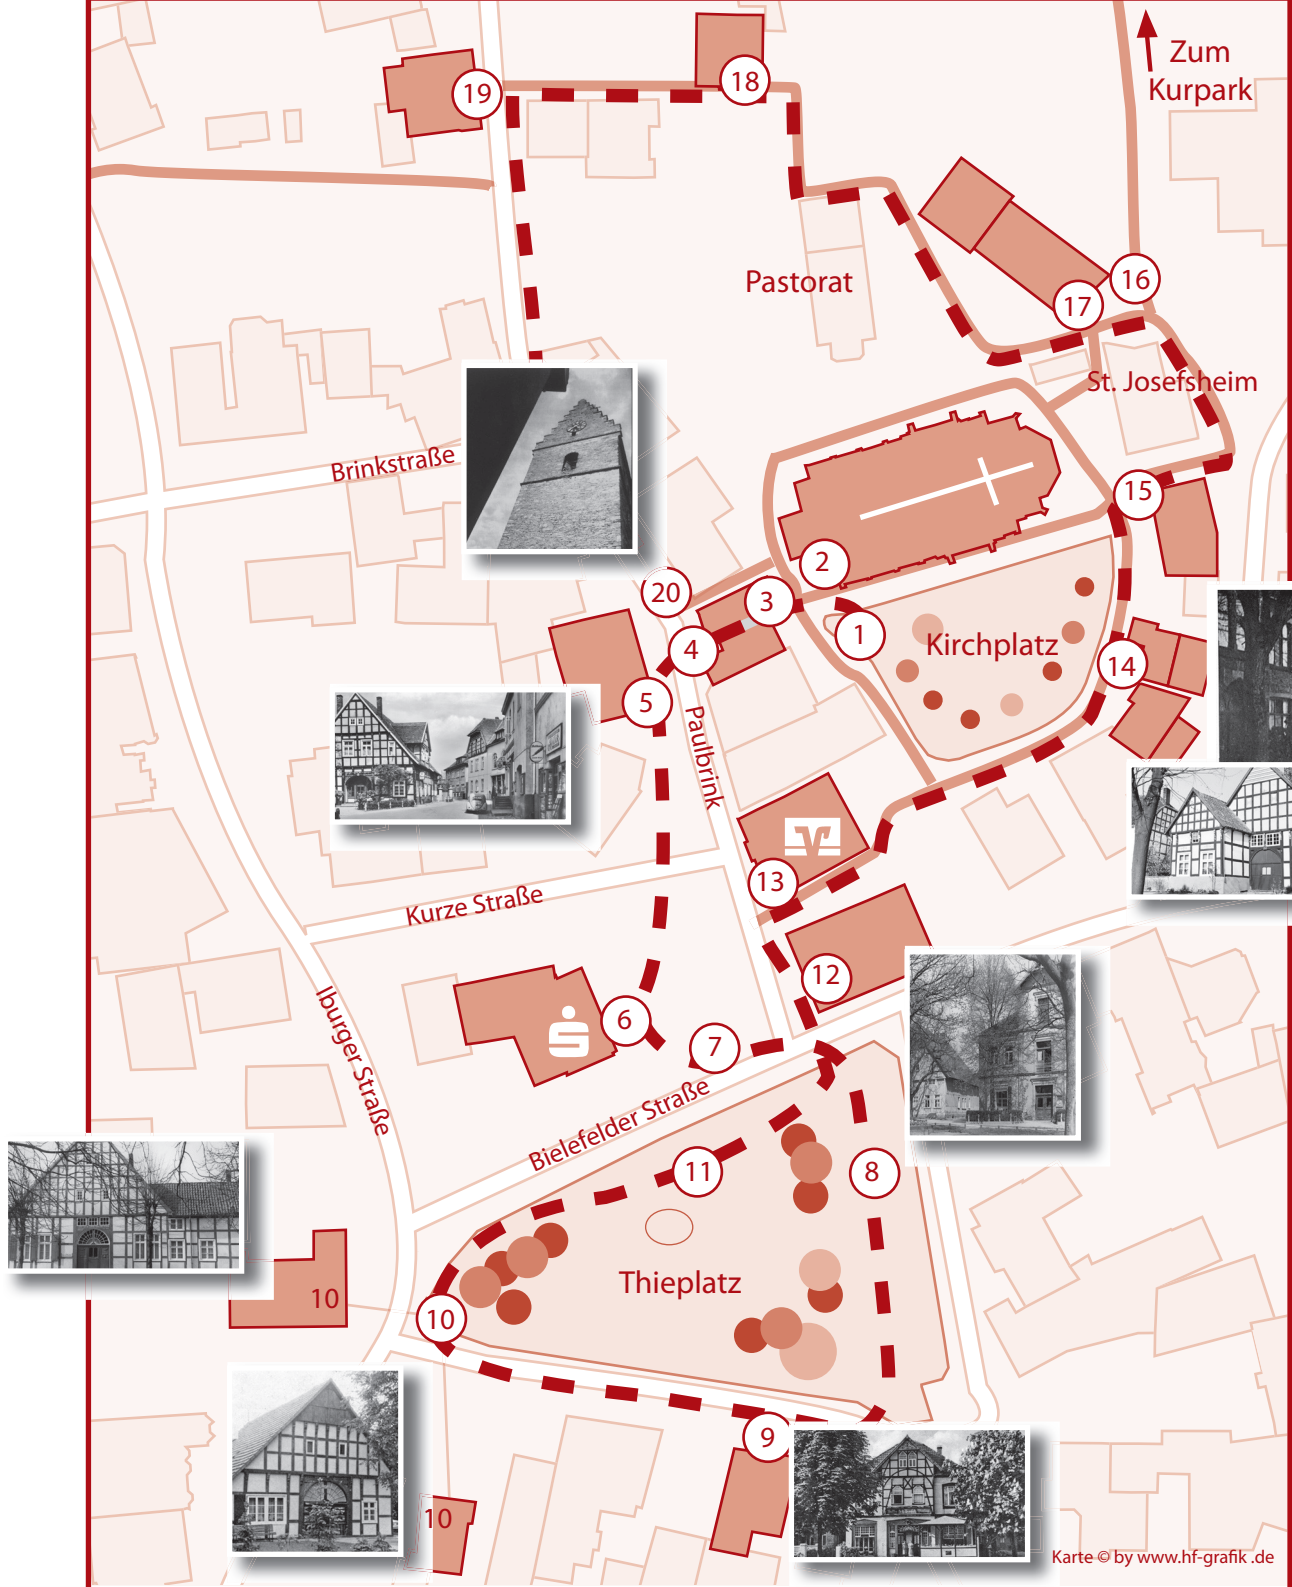 Zum
Kurpark
19
18
16
Pastorat
17
St. Josefsheim
Brinkstraße
15
2
20
3
1
4
Kirchplatz
14
5
Paulbrink
13
Kurze Straße
12
6
7
Iburger Straße
Bielefelder Straße
11
8
Thieplatz
10
10
9
10
Karte © by www.hf-grafik .de